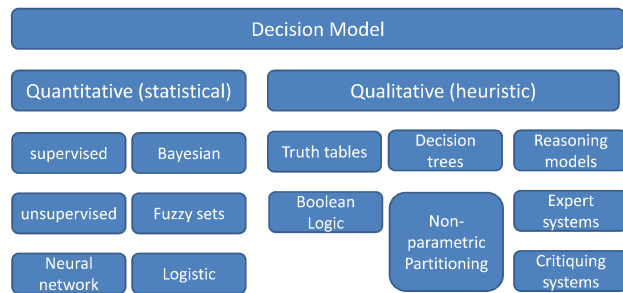 Decision Model
Quantitative (statistical)
Qualitative (heuristic)
supervised
Bayesian
Truth tables
Decision
trees
Reasoning
models
unsupervised
Fuzzy sets
Boolean
Logic
Non-
parametric
Partitioning
Expert
systems
Neural
network
Logistic
Critiquing
systems